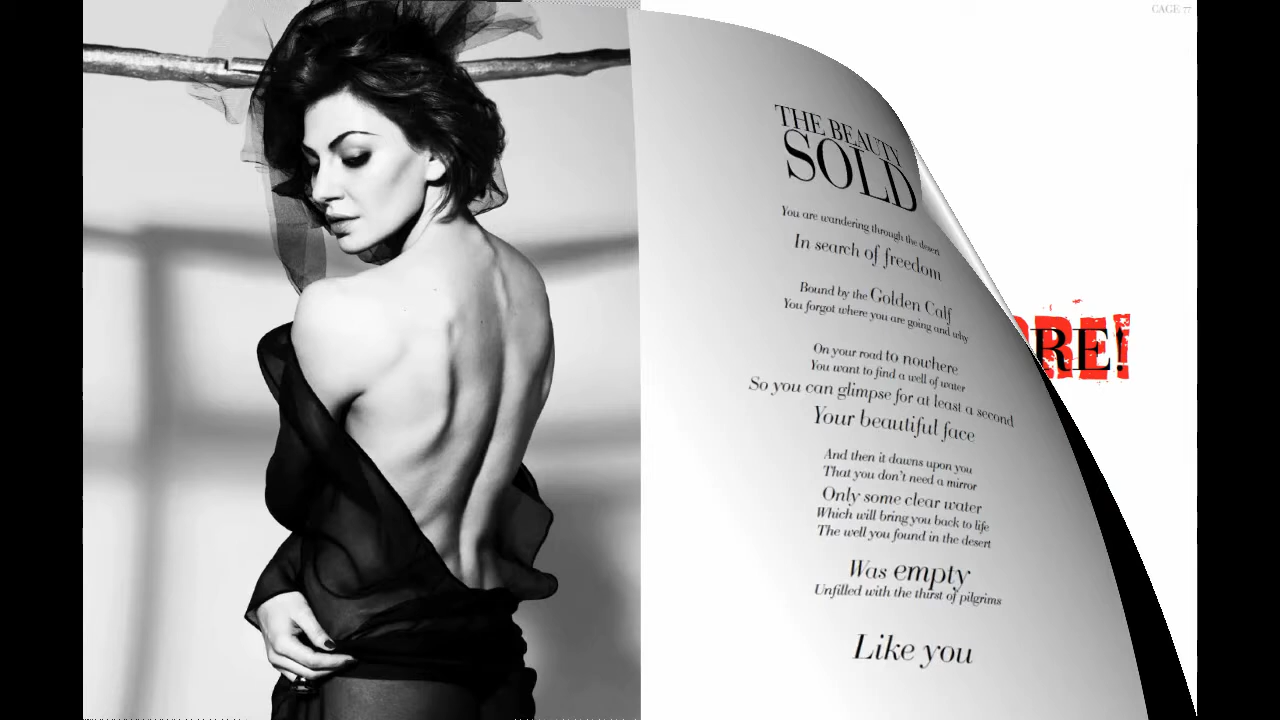 CAGE 77
THE BEAUTY
SOLD
You are wandering through the desert
In search of freedom
Bound by the Golden Calf
You forgot where you are going and why
On your road to nowhere
You want to find a well of water
So you can glimpse for at least a second
Your beautiful face
And then it dawns upon you
That you don't need a mirror
Only some clear water
Which will bring you back to life
The well you found in the desert
Was empty
Unfilled with the thirst of pilgrims
Like you
RE!